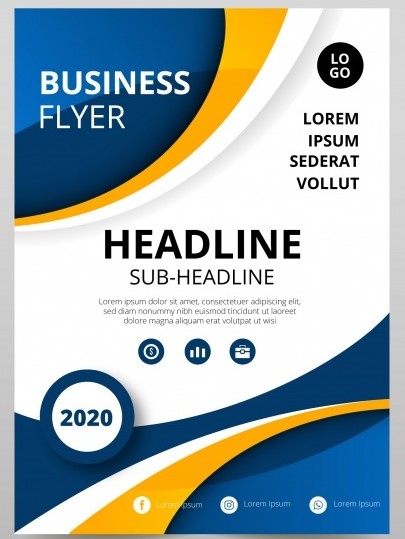 BUSINESS
FLYER
LO
GO
LOREM
IPSUM
SEDERAT
VOLLUT
HEADLINE
SUB-HEADLINE
Lorem ipsum dolor sit amet, consectetuer adipiscing elit,
sed diam nonummy nibh euismod tincidunt ut laoreet
dolore magna aliquam erat volutpat ut wisi
$
2020
f
Lorem Ipsum
Lorem Ipsum
Lorem Ipsum